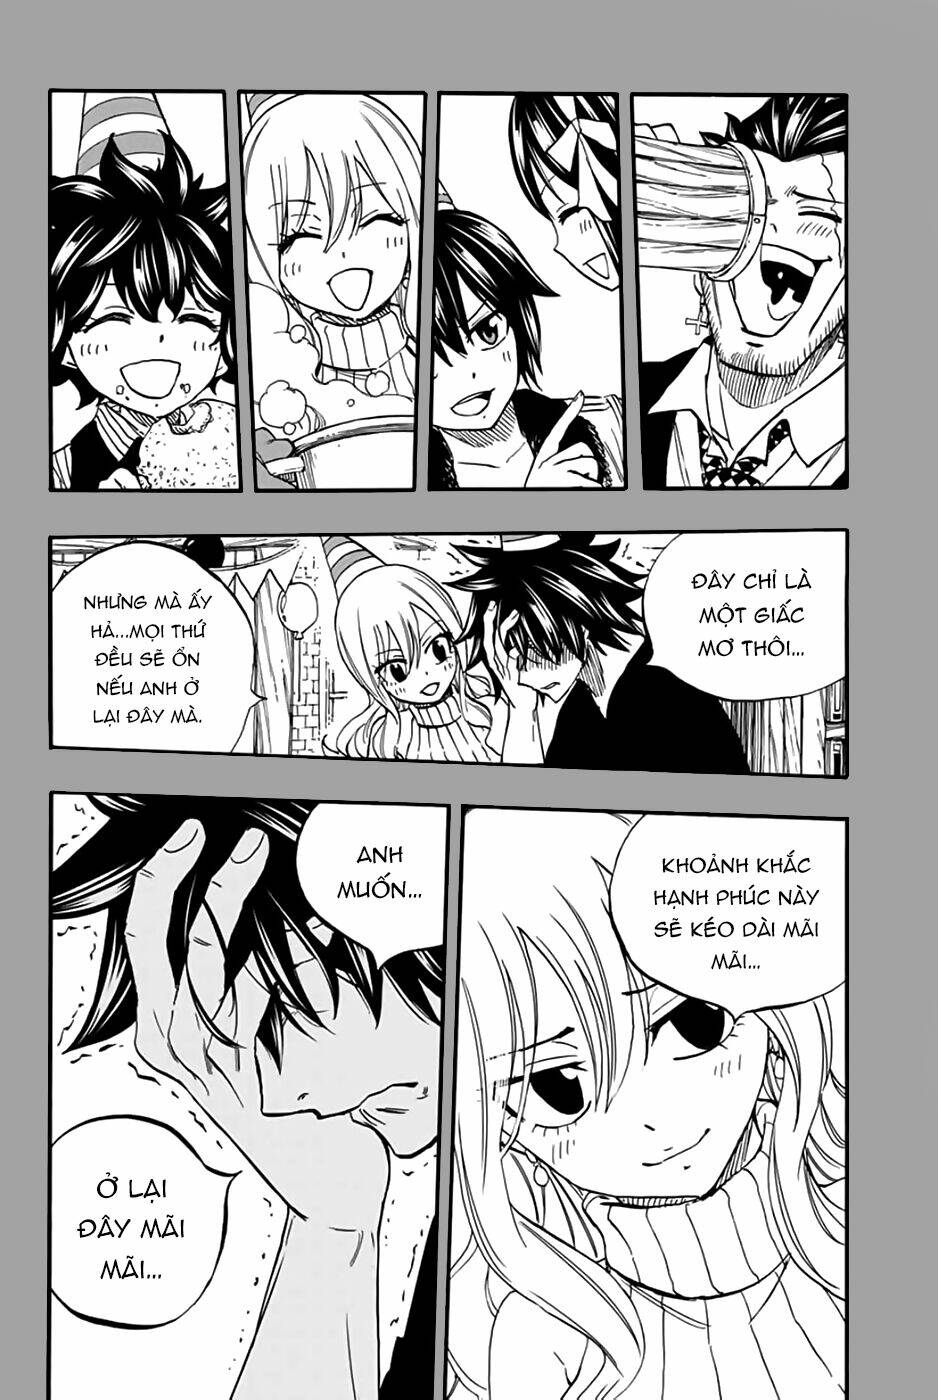 ĐÂY CHỈ LÀ
MỘT GIẤC
MƠ THÔI...
NHƯNG MÀ ẤY
HẢ...MỌI THỨ
ĐỀU SẼ ỔN
NẾU ANH Ở
LẠI ĐÂY MÀ.
KHOẢNH KHẮC
HẠNH PHÚC NÀY
SẼ KÉO DÀI MÃI
MÃI...
ANH
MUỐN...
Ở LẠI
ĐÂY MÃI
MÃI...